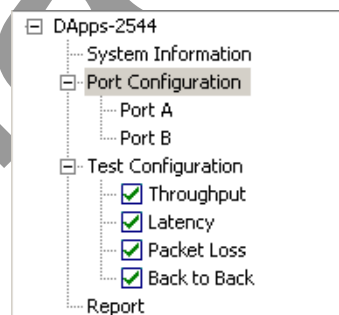 DApps-2544
System Information
Port Configuration
Port A
Port B
Test Configuration
Throughput
Latency
Packet Loss
Back to Back
Report